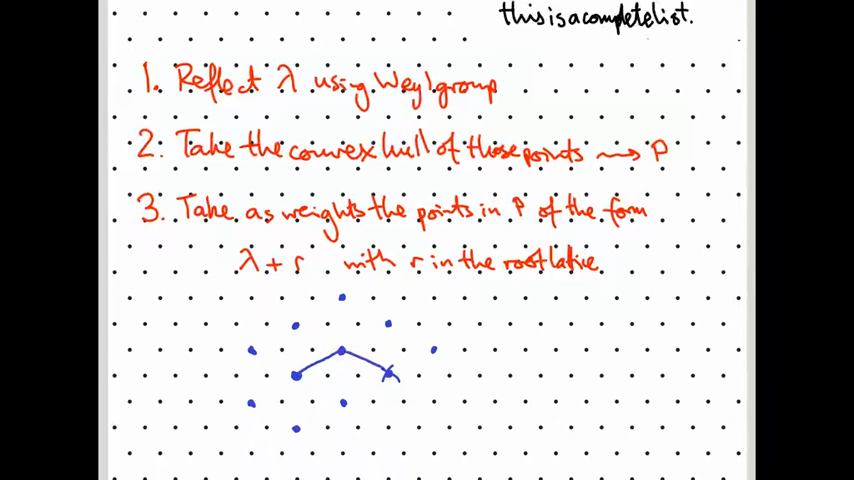 this is a complete list.
1. Reflect λ using Weyl group
2. Take the convex hull of those points ⇝ P
3. Take as weights the points in P of the form
λ + r with r in the root lattice